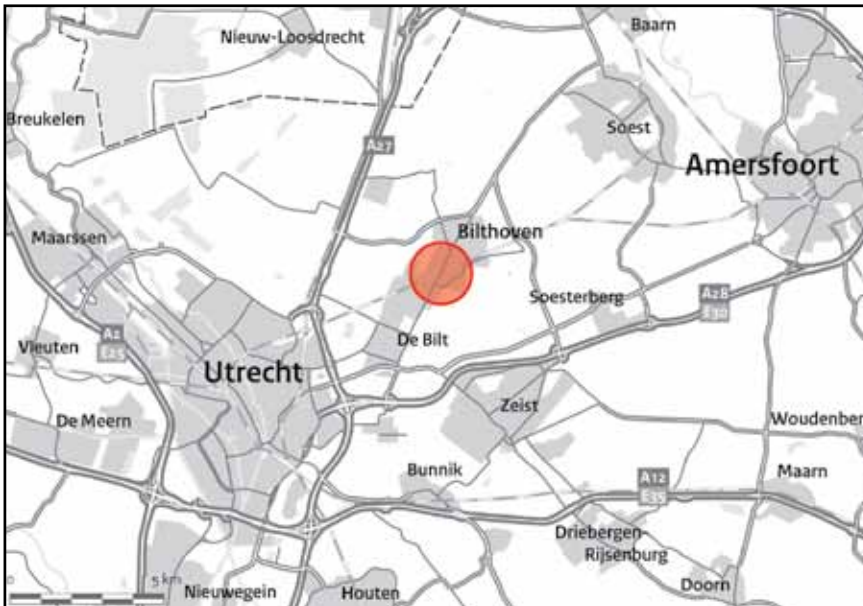 Baarn
Nieuw-Loosdrecht
Breukelen
Soest
A27
Amersfoort
Maarssen
Bilthoven
A28
E30
Soesterberg
A2
E25
De Bilt
Vleuten
Utrecht
Zeist
De Meern
Woudenber
Bunnik
A12
E35
Maarn
Driebergen-
Rijsenburg
0
5 km
Nieuwegein
Houten
Doorn